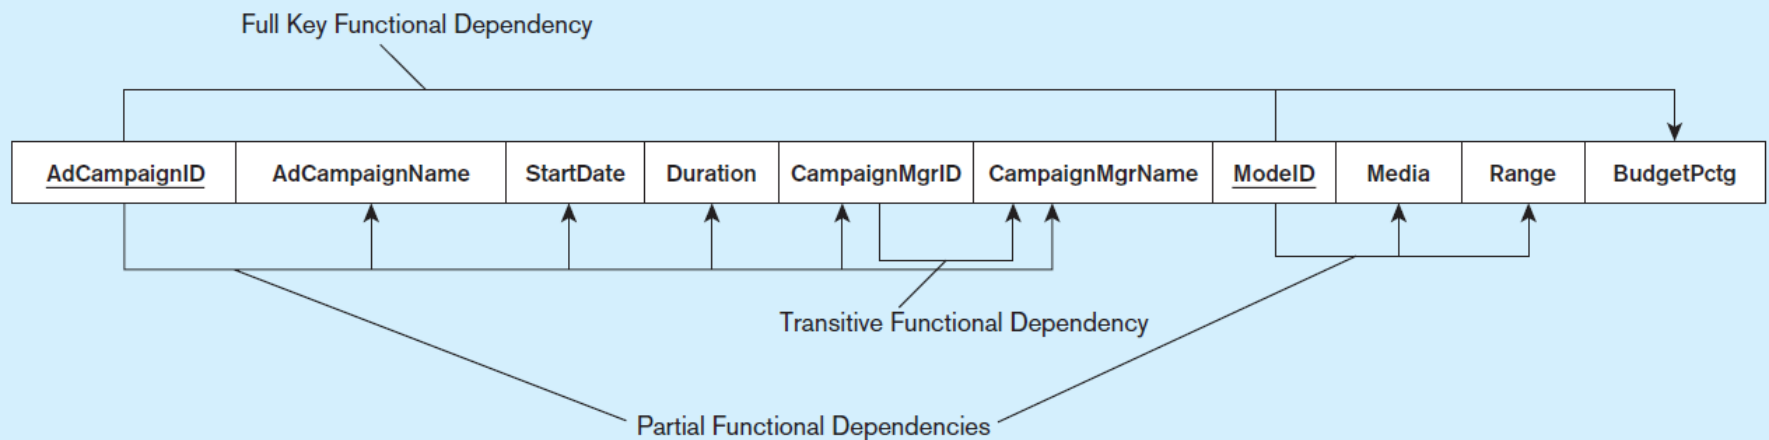 Full Key Functional Dependency
AdCampaignID AdCampaignName StartDate Duration CampaignMgrID CampaignMgrName ModeID Media Range BudgetPctg
Transitive Functional Dependency
Partial Functional Dependencies